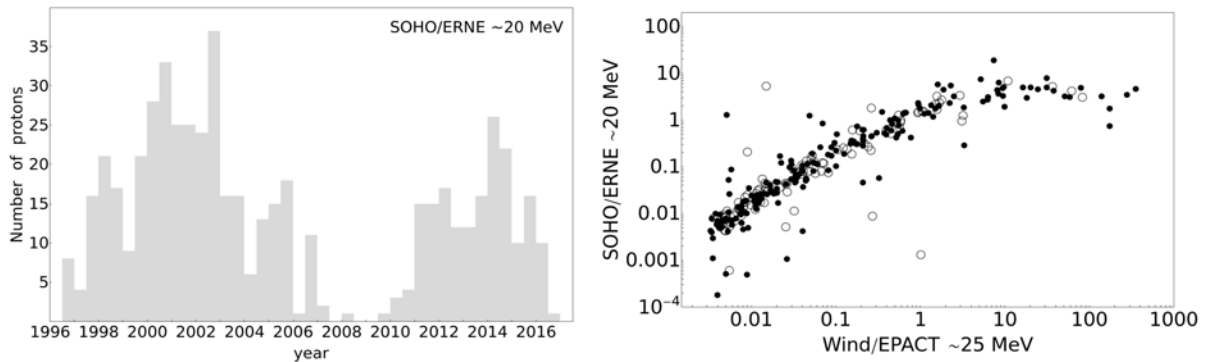 SOHO/ERNE ~20 MeV
Number of protons
35
30
25
20
15
10
5
1996 1998 2000 2002 2004 2006 2008 2010 2012 2014 2016
year
SOHO/ERNE ~20 MeV
100
10
1
0.1
0.01
0.001
10⁻⁴
0.01 0.1 1 10 100 1000
Wind/EPACT ~25 MeV